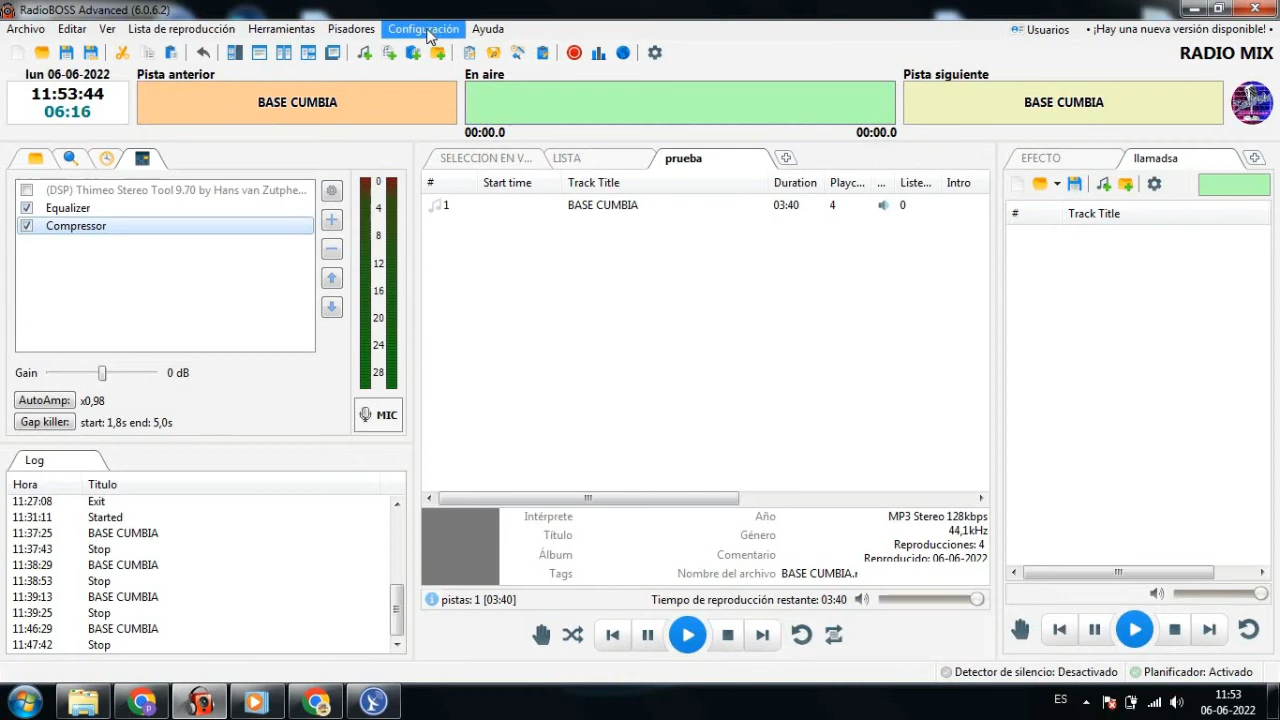 RadioBOSS Advanced (6.0.6.2)
Archivo Editar Ver Lista de reproducción Herramientas Pisadores Configuración Ayuda Usuarios • ¡Hay una nueva versión disponible! •
RADIO MIX
lun 06-06-2022 Pista anterior En aire Pista siguiente
11:53:44
06:16
BASE CUMBIA BASE CUMBIA
00:00.0 00:00.0
SELECCION EN V... LISTA prueba EFECTO llamadsa
# Start time Track Title Duration Playc... ... Liste... Intro
1 BASE CUMBIA 03:40 4 0
# Track Title
(DSP) Thimeo Stereo Tool 9.70 by Hans van Zutphe...
Equalizer
Compressor
0
4
8
12
16
20
24
28
Gain 0 dB
AutoAmp: x0,98
Gap killer: start: 1,8s end: 5,0s
MIC
Log
Hora Titulo
11:27:08 Exit
11:31:11 Started
11:37:25 BASE CUMBIA
11:37:43 Stop
11:38:29 BASE CUMBIA
11:38:53 Stop
11:39:13 BASE CUMBIA
11:39:25 Stop
11:46:29 BASE CUMBIA
11:47:42 Stop
Intérprete Año MP3 Stereo 128kbps
Título Género 44,1kHz
Álbum Comentario Reproducciones: 4
Reproducido: 06-06-2022
Tags Nombre del archivo BASE CUMBIA.
pistas: 1 [03:40] Tiempo de reproducción restante: 03:40
Detector de silencio: Desactivado Planificador: Activado
ES 11:53
06-06-2022